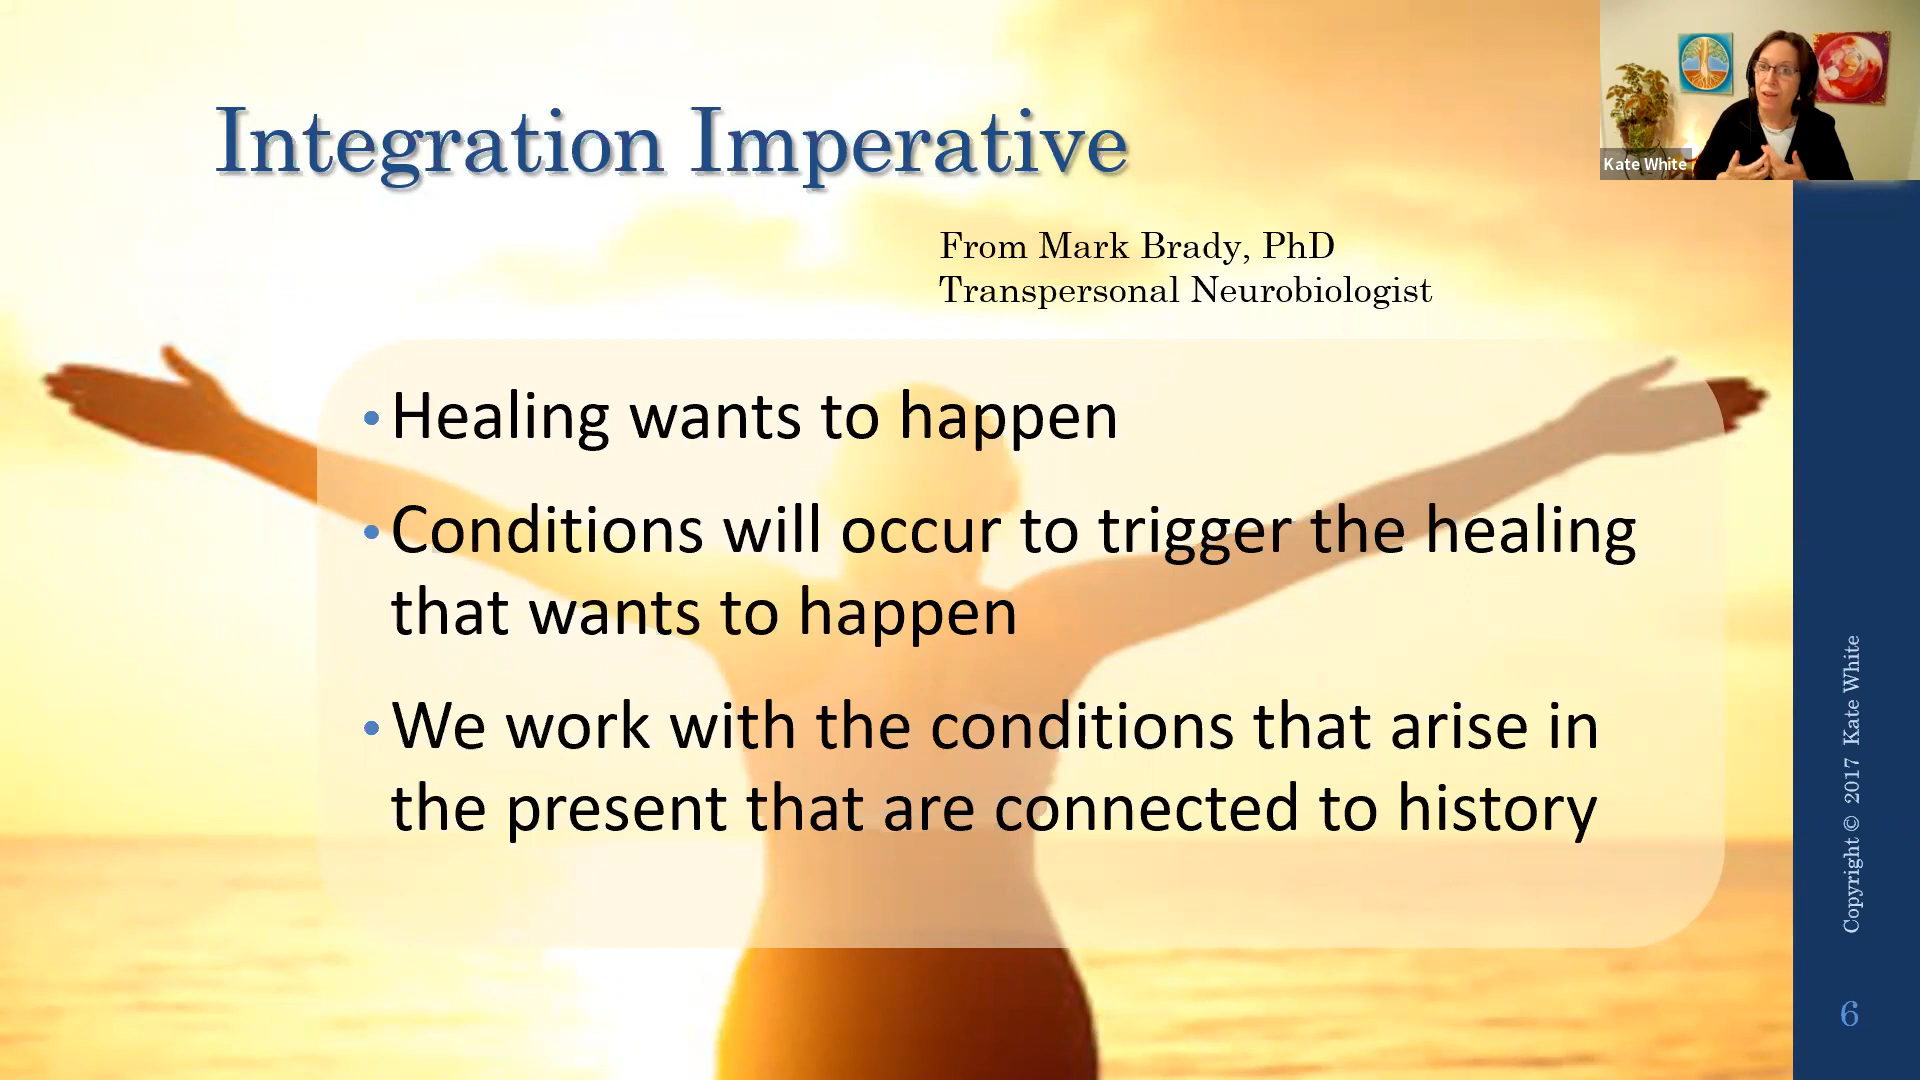 Integration Imperative
Kate White
From Mark Brady, PhD
Transpersonal Neurobiologist
• Healing wants to happen
• Conditions will occur to trigger the healing
that wants to happen
• We work with the conditions that arise in
the present that are connected to history
Copyright © 2017 Kate White
6